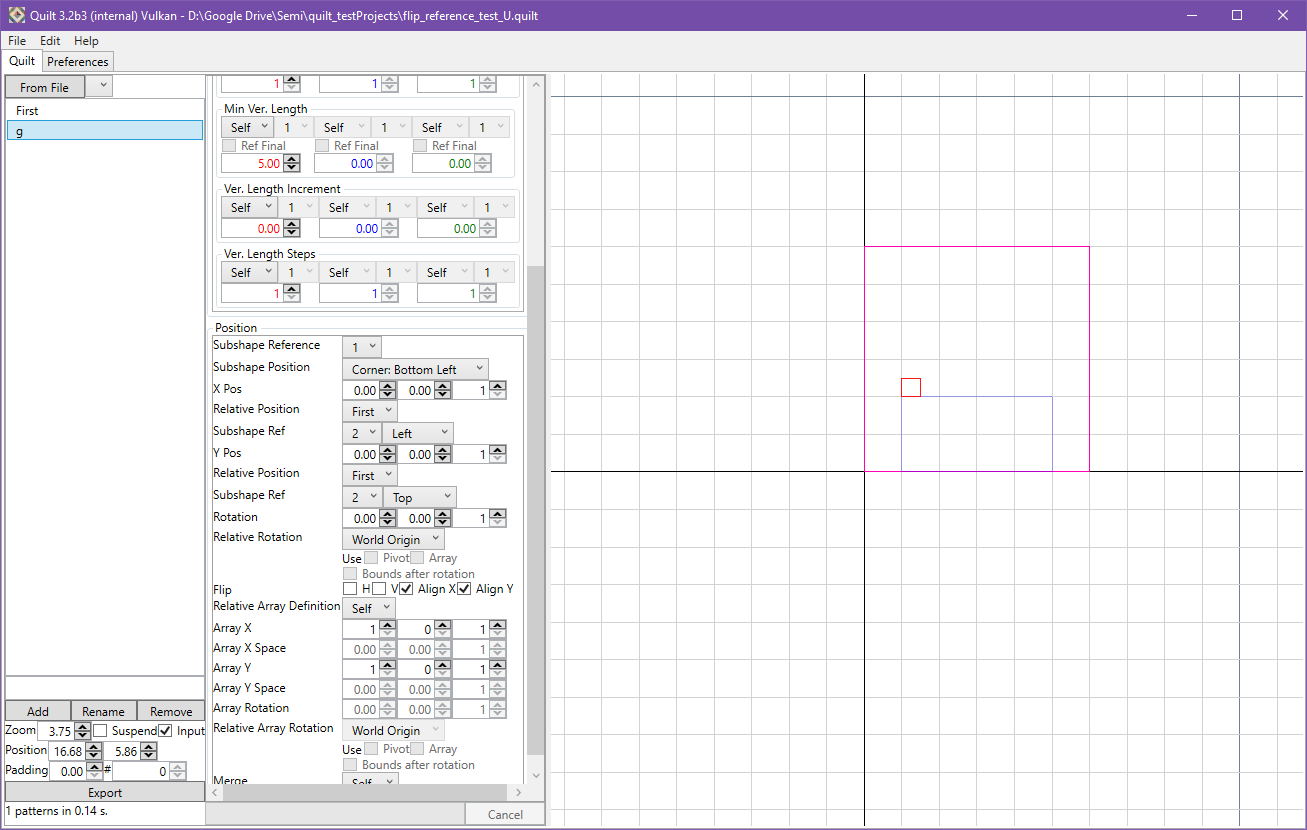 Quilt 3.2b3 (internal) Vulkan - D:\Google Drive\Semi\quilt_testProjects\flip_reference_test_U.quilt
File Edit Help
Quilt Preferences
From File
First
g
1 1 1
Min Ver. Length
Self 1 Self 1 Self 1
Ref Final Ref Final Ref Final
5.00 0.00 0.00
Ver. Length Increment
Self 1 Self 1 Self 1
0.00 0.00 0.00
Ver. Length Steps
Self 1 Self 1 Self 1
1 1 1
Position
Subshape Reference 1
Subshape Position Corner: Bottom Left
X Pos 0.00 0.00 1
Relative Position First
Subshape Ref 2 Left
Y Pos 0.00 0.00 1
Relative Position First
Subshape Ref 2 Top
Rotation 0.00 0.00 1
Relative Rotation World Origin
Use Pivot Array
Bounds after rotation
Flip H V Align X Align Y
Relative Array Definition Self
Array X 1 0 1
Array X Space 0.00 0.00 1
Array Y 1 0 1
Array Y Space 0.00 0.00 1
Array Rotation 0.00 0.00 1
Relative Array Rotation World Origin
Use Pivot Array
Bounds after rotation
Merge Self
Add Rename Remove
Zoom 3.75 Suspend Input
Position 16.68 5.86
Padding 0.00 # 0
Export
1 patterns in 0.14 s.
Cancel